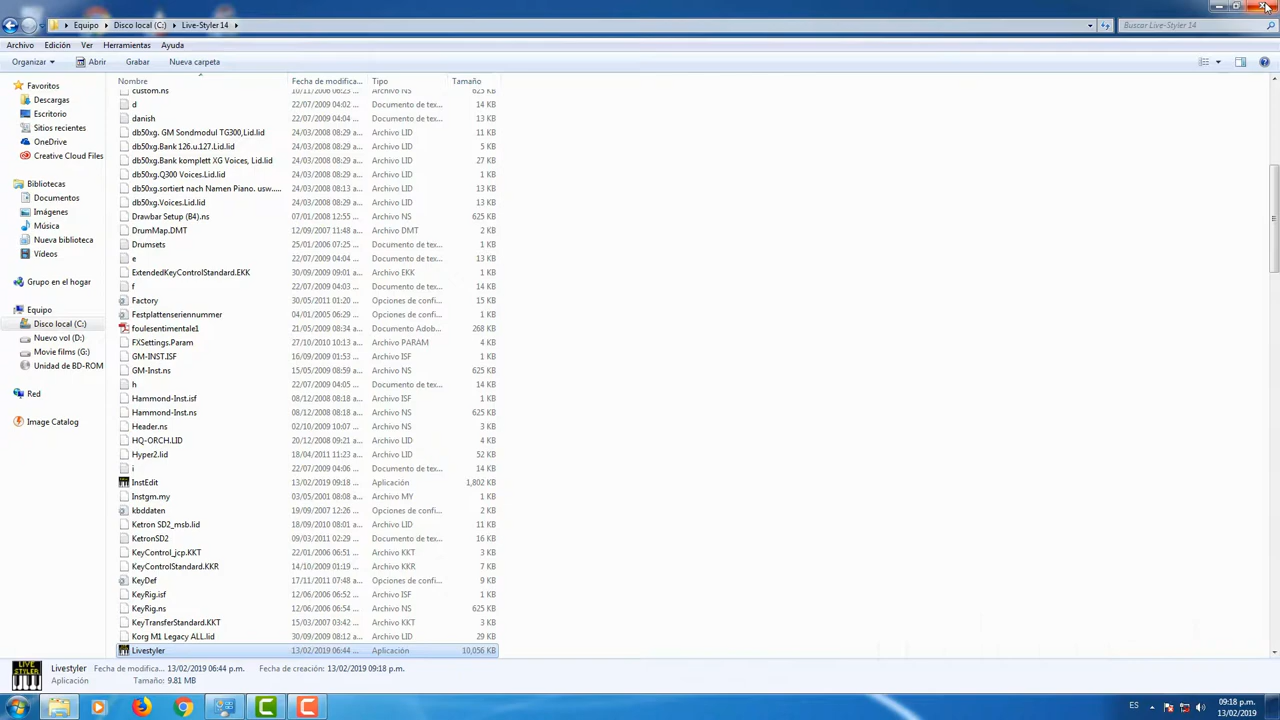 Equipo ▸ Disco local (C:) ▸ Live-Styler 14 ▸
Buscar Live-Styler 14
Archivo Edición Ver Herramientas Ayuda
Organizar Abrir Grabar Nueva carpeta
Favoritos
Descargas
Escritorio
Sitios recientes
OneDrive
Creative Cloud Files
Bibliotecas
Documentos
Imágenes
Música
Nueva biblioteca
Vídeos
Grupo en el hogar
Equipo
Disco local (C:)
Nuevo vol (D:)
Movie films (G:)
Unidad de BD-ROM
Red
Image Catalog
Nombre Fecha de modifica... Tipo Tamaño
custom.ns 10/11/2006 06:23 ... Archivo NS 625 KB
d 22/07/2009 04:02 ... Documento de tex... 14 KB
danish 22/07/2009 04:04 ... Documento de tex... 13 KB
db50xg. GM Sondmodul TG300,Lid.lid 24/03/2008 08:29 a... Archivo LID 11 KB
db50xg.Bank 126.u.127.Lid.lid 24/03/2008 08:29 a... Archivo LID 5 KB
db50xg.Bank komplett XG Voices, Lid.lid 24/03/2008 08:29 a... Archivo LID 27 KB
db50xg.Q300 Voices.Lid.lid 24/03/2008 08:29 a... Archivo LID 1 KB
db50xg.sortiert nach Namen Piano. usw..... 24/03/2008 08:13 a... Archivo LID 13 KB
db50xg.Voices.Lid.lid 24/03/2008 08:29 a... Archivo LID 13 KB
Drawbar Setup (B4).ns 07/01/2008 12:55 ... Archivo NS 625 KB
DrumMap.DMT 12/09/2007 11:48 a... Archivo DMT 2 KB
Drumsets 25/01/2006 07:25 ... Documento de tex... 1 KB
e 22/07/2009 04:04 ... Documento de tex... 13 KB
ExtendedKeyControlStandard.EKK 30/09/2009 09:01 a... Archivo EKK 1 KB
f 22/07/2009 04:03 ... Documento de tex... 14 KB
Factory 30/05/2011 01:20 ... Opciones de confi... 15 KB
Festplattenseriennummer 04/01/2005 06:29 ... Opciones de confi... 1 KB
foulesentimentale1 21/05/2009 08:34 a... Documento Adob... 268 KB
FXSettings.Param 27/10/2010 10:13 a... Archivo PARAM 4 KB
GM-INST.ISF 16/09/2009 01:53 ... Archivo ISF 1 KB
GM-Inst.ns 15/05/2009 08:59 a... Archivo NS 625 KB
h 22/07/2009 04:05 ... Documento de tex... 14 KB
Hammond-Inst.isf 08/12/2008 08:18 a... Archivo ISF 1 KB
Hammond-Inst.ns 08/12/2008 08:18 a... Archivo NS 625 KB
Header.ns 02/10/2009 10:07 ... Archivo NS 3 KB
HQ-ORCH.LID 20/12/2008 09:21 a... Archivo LID 4 KB
Hyper2.lid 18/04/2011 11:23 a... Archivo LID 52 KB
i 22/07/2009 04:06 ... Documento de tex... 14 KB
InstEdit 13/02/2019 09:18 ... Aplicación 1,802 KB
Instgm.my 03/05/2001 08:08 a... Archivo MY 1 KB
kbddaten 19/09/2007 12:26 ... Opciones de confi... 2 KB
Ketron SD2_msb.lid 18/09/2010 08:01 a... Archivo LID 11 KB
KetronSD2 09/03/2011 02:29 ... Documento de tex... 16 KB
KeyControl_jcp.KKT 22/01/2006 06:51 ... Archivo KKT 3 KB
KeyControlStandard.KKR 14/10/2009 01:19 ... Archivo KKR 7 KB
KeyDef 17/11/2011 07:48 a... Opciones de confi... 9 KB
KeyRig.isf 12/06/2006 06:52 ... Archivo ISF 1 KB
KeyRig.ns 12/06/2006 06:54 ... Archivo NS 625 KB
KeyTransferStandard.KKT 15/03/2007 03:42 ... Archivo KKT 3 KB
Korg M1 Legacy ALL.lid 30/09/2009 08:12 a... Archivo LID 29 KB
Livestyler 13/02/2019 06:44 ... Aplicación 10,056 KB
LIVE STYLER
Livestyler Fecha de modifica... 13/02/2019 06:44 p.m. Fecha de creación: 13/02/2019 09:18 p.m.
Aplicación Tamaño: 9.81 MB
ES
09:18 p.m.
13/02/2019